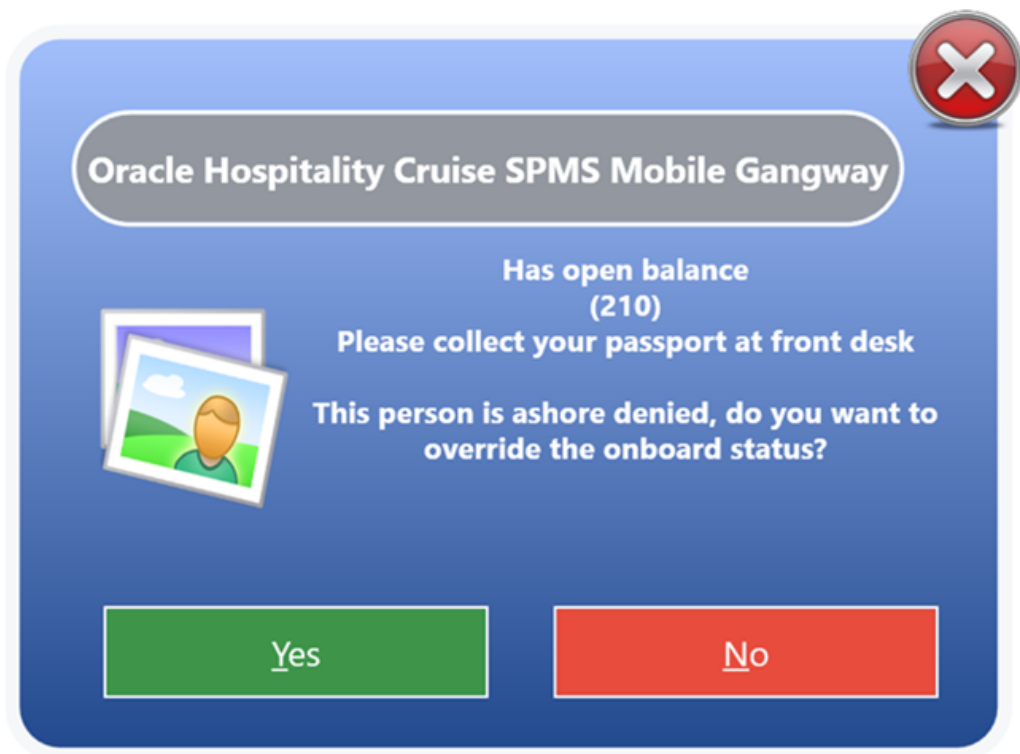 Oracle Hospitality Cruise SPMS Mobile Gangway
Has open balance
(210)
Please collect your passport at front desk
This person is ashore denied, do you want to
override the onboard status?
Yes
No